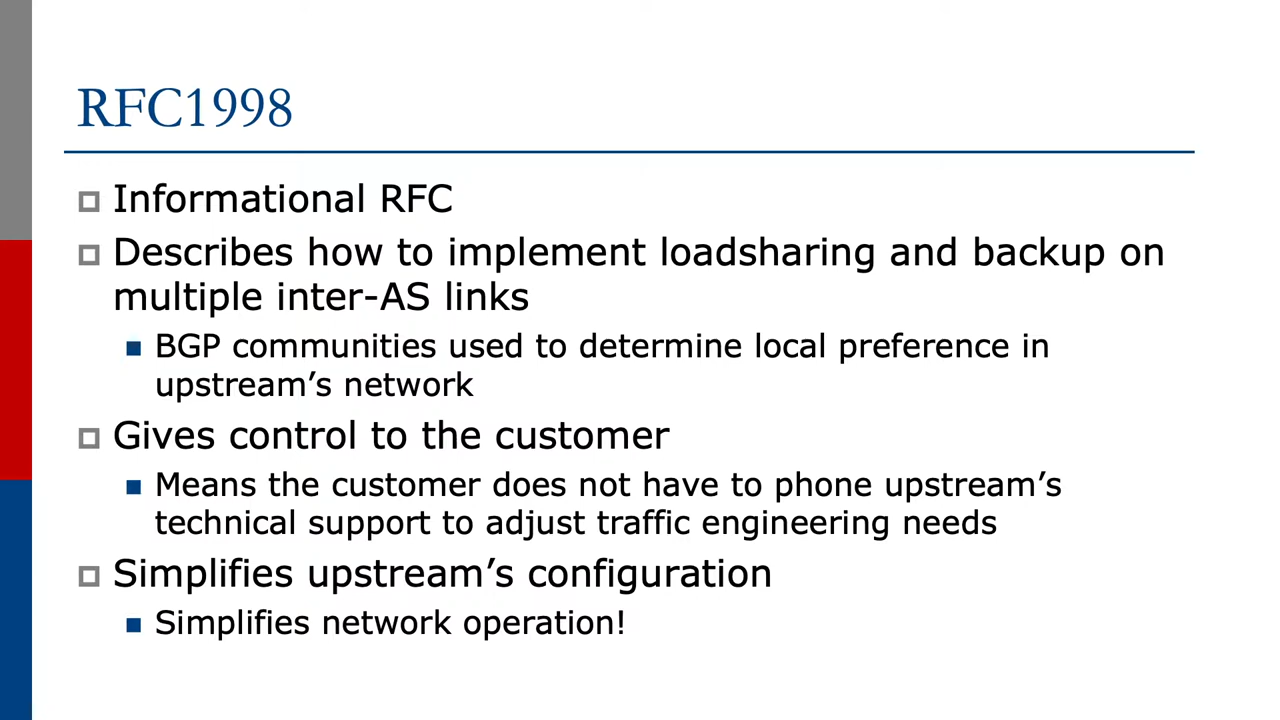 RFC1998
Informational RFC
Describes how to implement loadsharing and backup on
multiple inter-AS links
BGP communities used to determine local preference in
upstream’s network
Gives control to the customer
Means the customer does not have to phone upstream’s
technical support to adjust traffic engineering needs
Simplifies upstream’s configuration
Simplifies network operation!